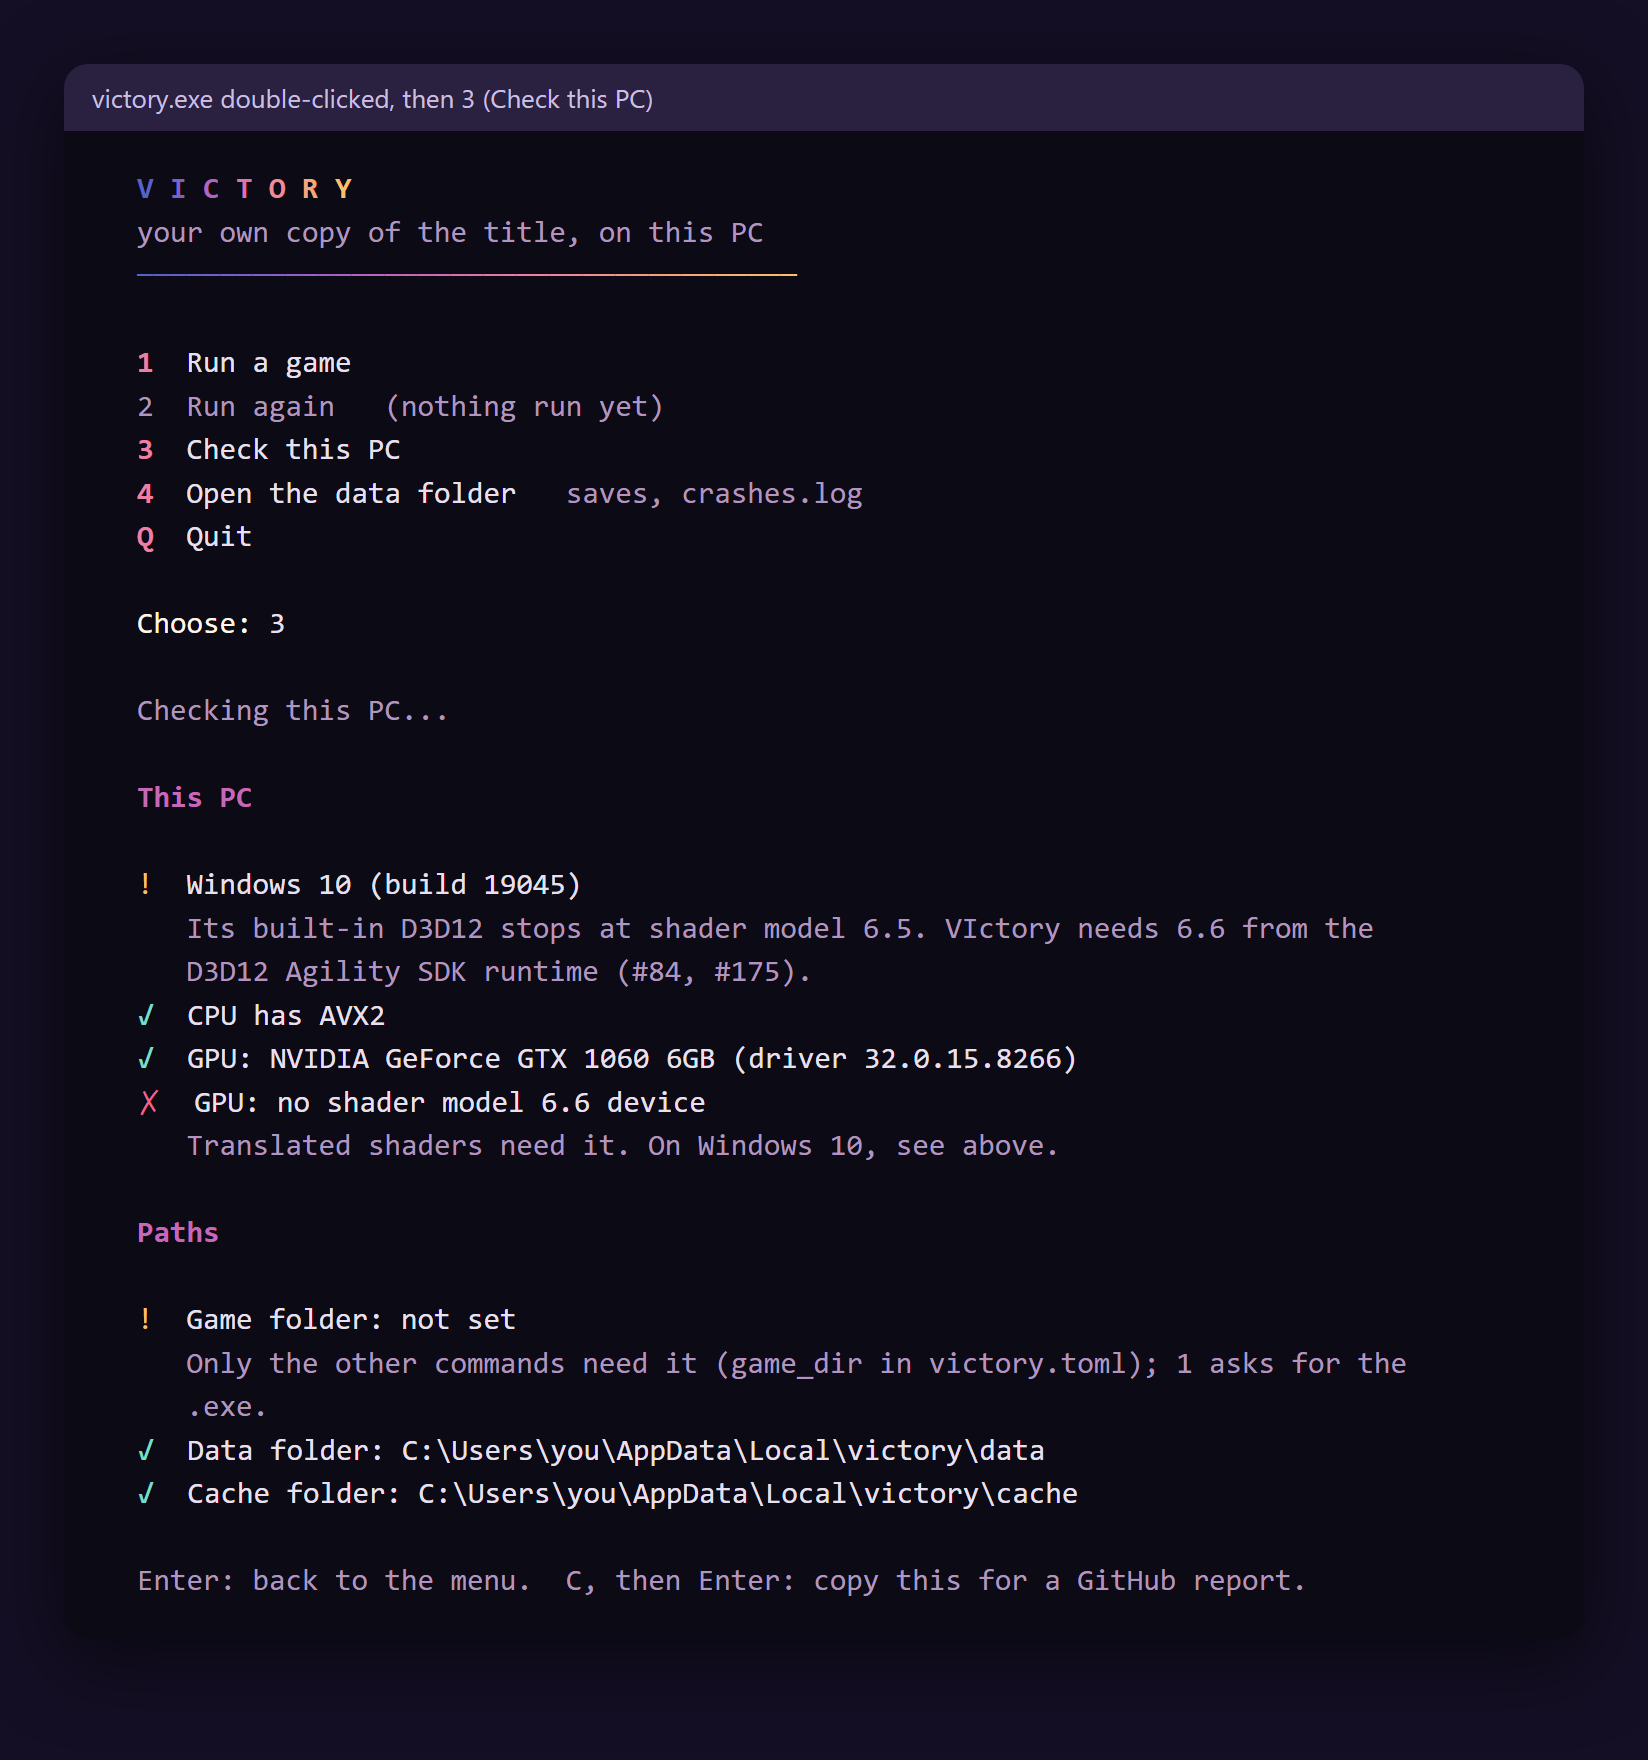 victory.exe double-clicked, then 3 (Check this PC)
V I C T O R Y
your own copy of the title, on this PC
1 Run a game
2 Run again (nothing run yet)
3 Check this PC
4 Open the data folder saves, crashes.log
Q Quit
Choose: 3
Checking this PC...
This PC
! Windows 10 (build 19045)
Its built-in D3D12 stops at shader model 6.5. VIctory needs 6.6 from the
D3D12 Agility SDK runtime (#84, #175).
√ CPU has AVX2
√ GPU: NVIDIA GeForce GTX 1060 6GB (driver 32.0.15.8266)
╳ GPU: no shader model 6.6 device
Translated shaders need it. On Windows 10, see above.
Paths
! Game folder: not set
Only the other commands need it (game_dir in victory.toml); 1 asks for the
.exe.
√ Data folder: C:\Users\you\AppData\Local\victory\data
√ Cache folder: C:\Users\you\AppData\Local\victory\cache
Enter: back to the menu. C, then Enter: copy this for a GitHub report.